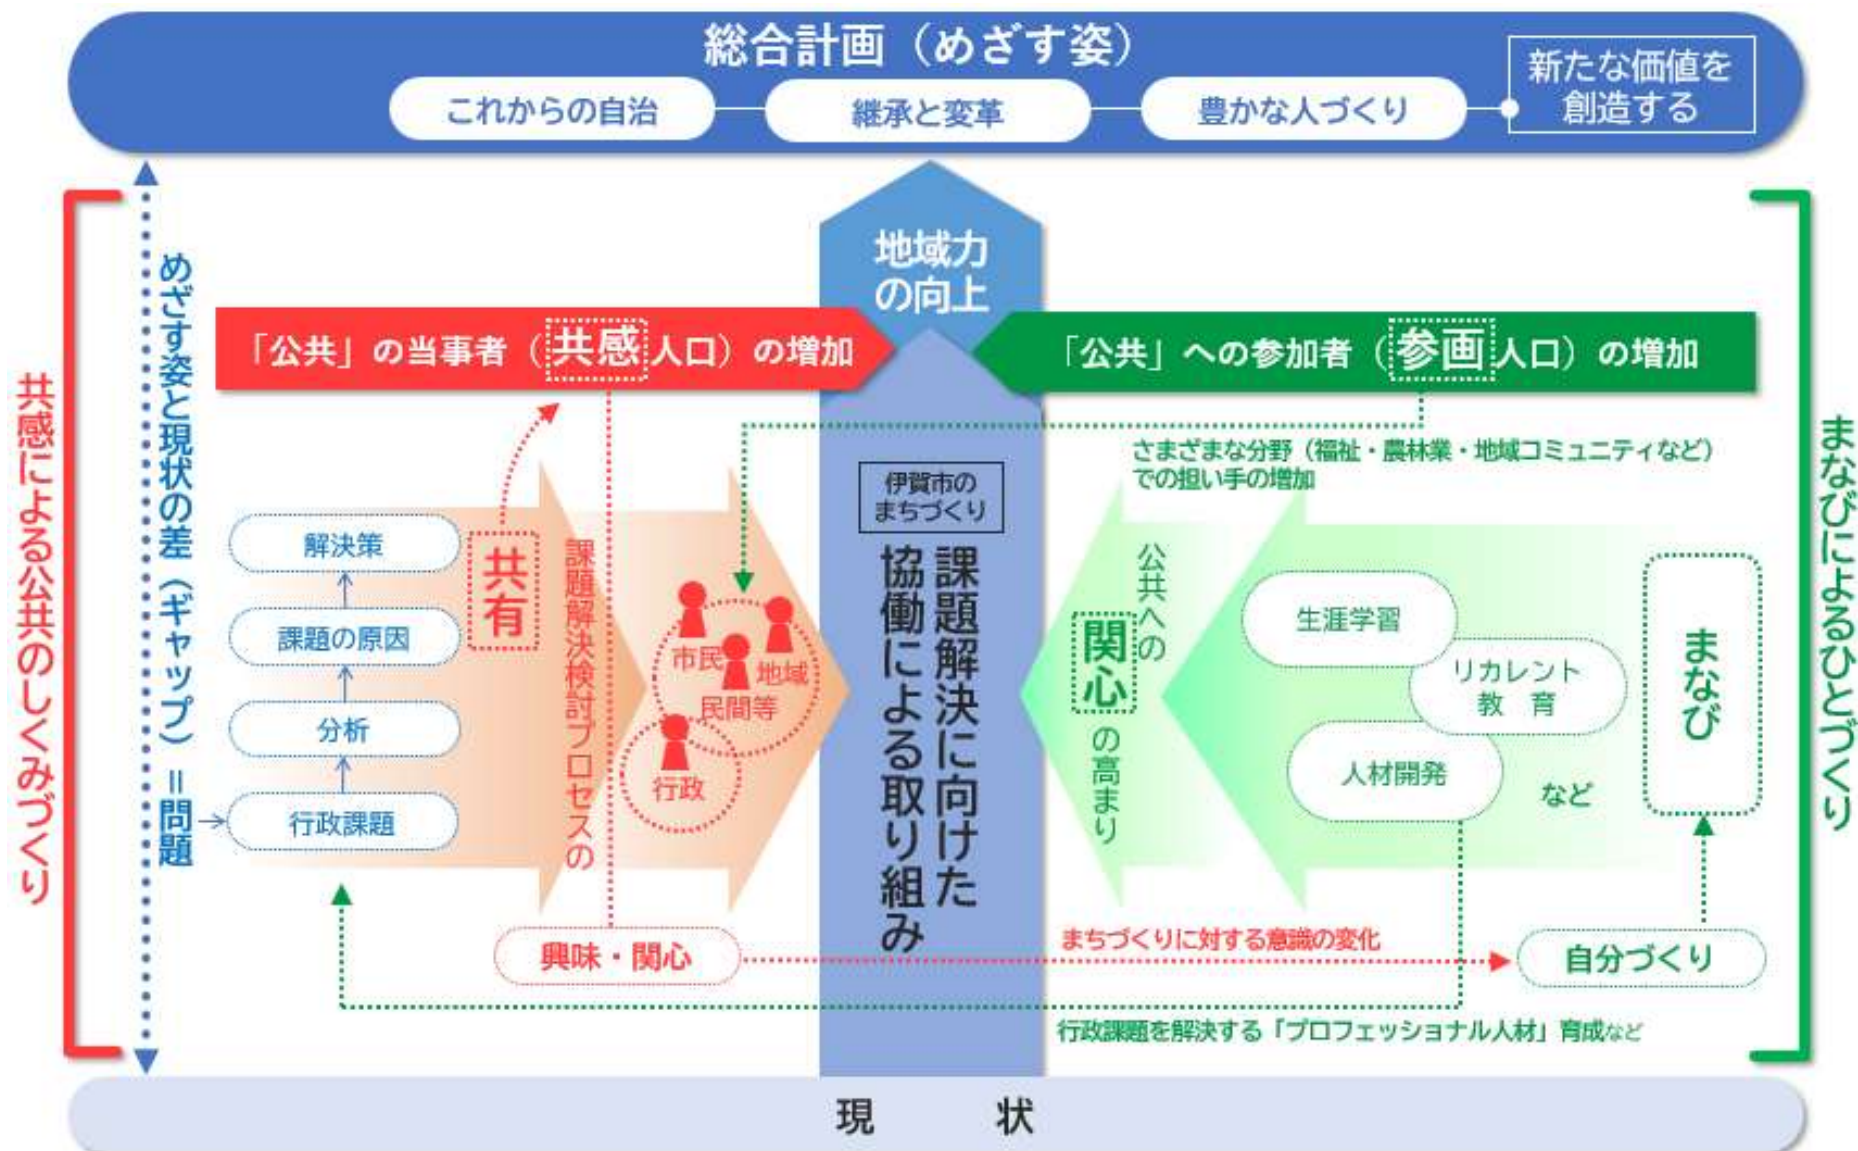 総合計画（めざす姿）
これからの自治
継承と変革
豊かな人づくり
新たな価値を
創造する
共感による公共のしくみづくり
めざす姿と現状の差（ギャップ）＝問題
地域力
の向上
「公共」の当事者（共感人口）の増加
「公共」への参加者（参画人口）の増加
さまざまな分野（福祉・農林業・地域コミュニティなど）
での担い手の増加
解決策
課題の原因
分析
行政課題
課題解決検討プロセスの
共有
市民
地域
民間等
行政
伊賀市の
まちづくり
課題解決に向けた
協働による取り組み
公共への
関心
の高まり
生涯学習
リカレント
教　育
人材開発
など
まなび
まなびによるひとづくり
興味・関心
まちづくりに対する意識の変化
自分づくり
行政課題を解決する「プロフェッショナル人材」育成など
現　状